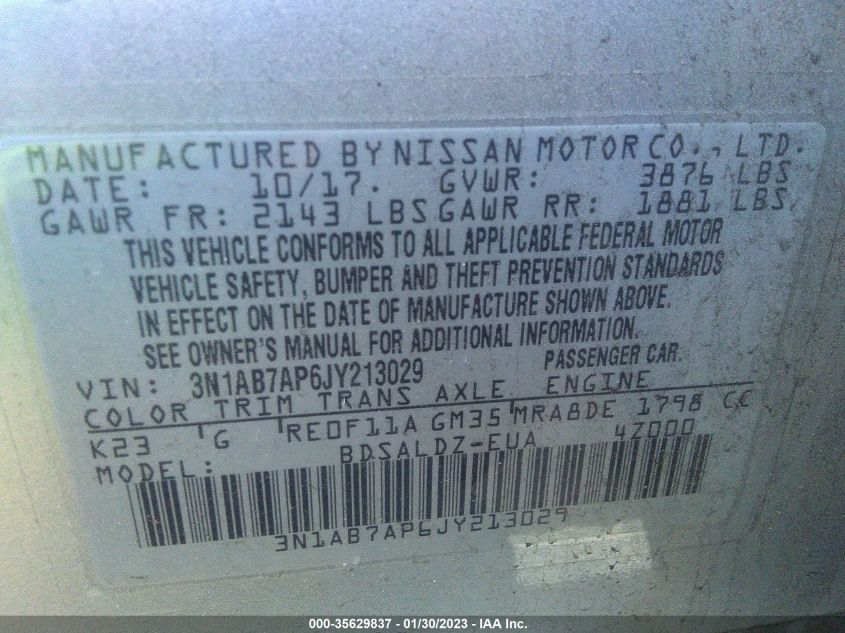 MANUFACTURED BY NISSAN MOTOR CO., LTD.
DATE: 10/17. GVWR: 3876 LBS
GAWR FR: 2143 LBS GAWR RR: 1881 LBS
THIS VEHICLE CONFORMS TO ALL APPLICABLE FEDERAL MOTOR
VEHICLE SAFETY, BUMPER AND THEFT PREVENTION STANDARDS
IN EFFECT ON THE DATE OF MANUFACTURE SHOWN ABOVE.
SEE OWNER'S MANUAL FOR ADDITIONAL INFORMATION.
VIN: 3N1AB7AP6JY213029 PASSENGER CAR.
COLOR TRIM TRANS AXLE ENGINE
K23 G RE0F11A GM35 MRA8DE 1798 CC
MODEL: BDSALDZ-EUA 4Z000
3N1AB7AP6JY213029
000-35629837 - 01/30/2023 - IAA Inc.